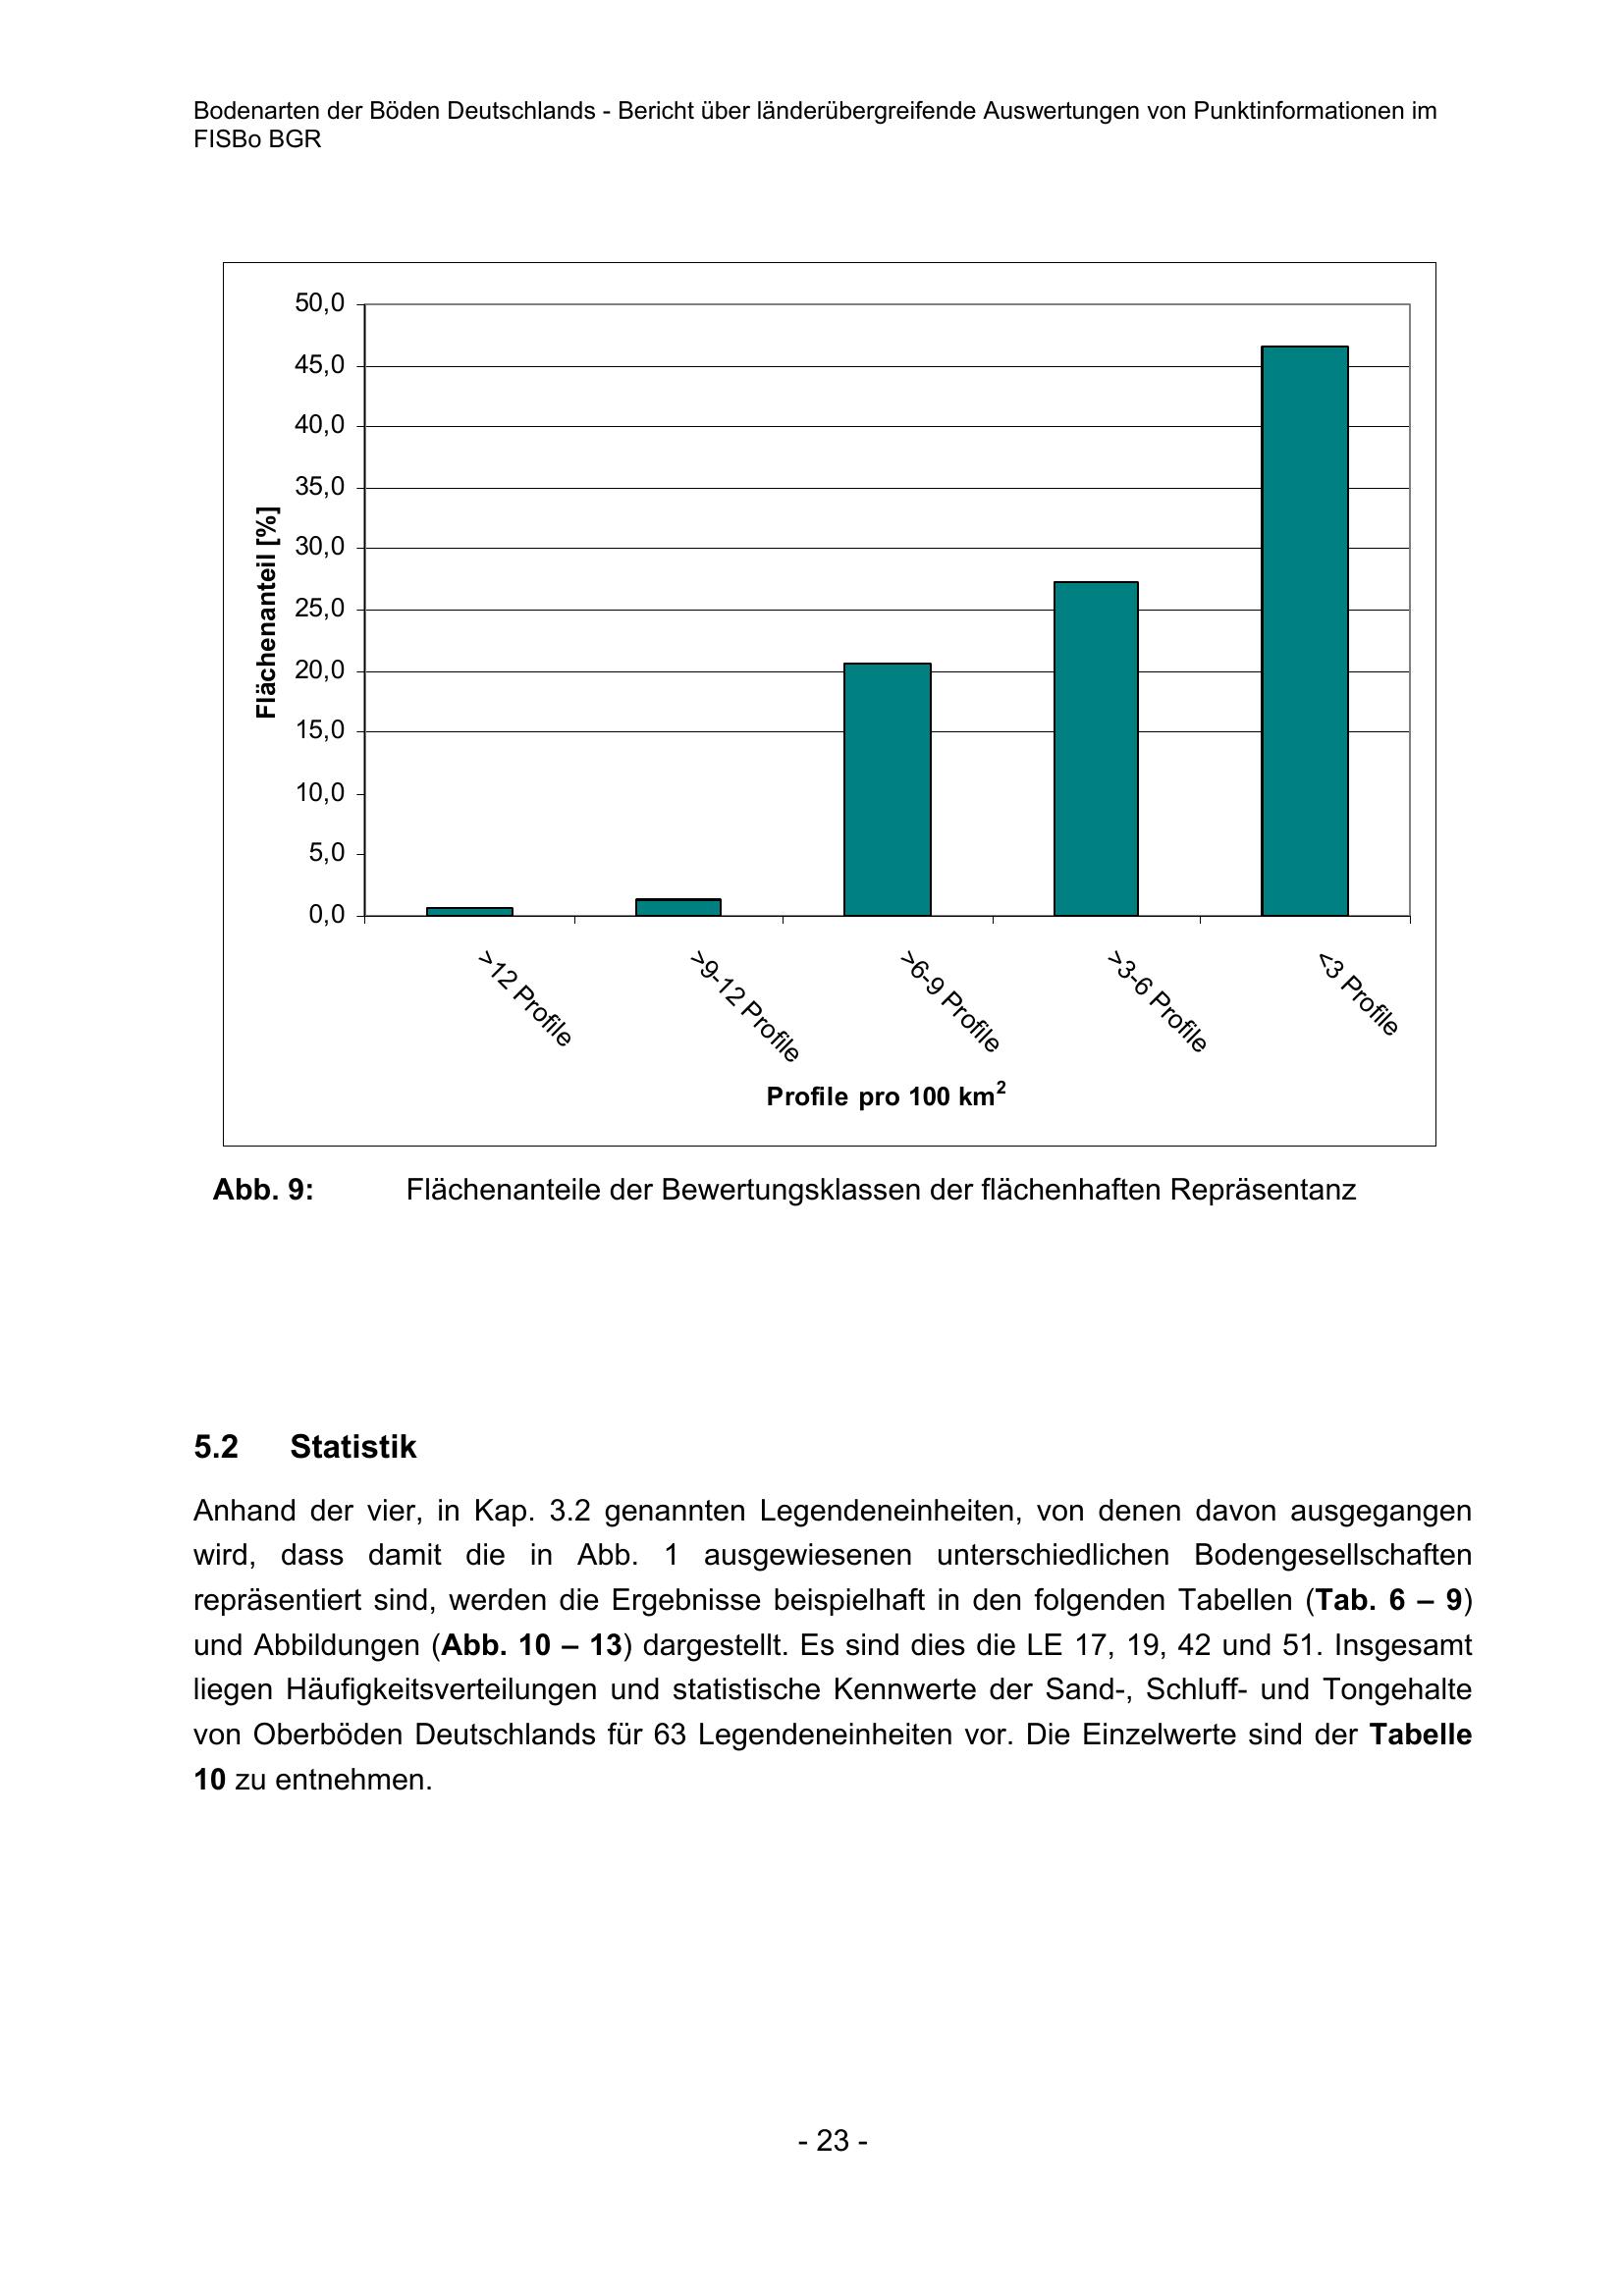 Bodenarten der Böden Deutschlands - Bericht über länderübergreifende Auswertungen von Punktinformationen im
FISBo BGR
50,0
45,0
40,0
35,0
30,0
25,0
20,0
15,0
10,0
5,0
0,0
Flächenanteil [%]
>12 Profile
>9-12 Profile
>6-9 Profile
>3-6 Profile
<3 Profile
Profile pro 100 km²
Abb. 9: Flächenanteile der Bewertungsklassen der flächenhaften Repräsentanz
5.2 Statistik
Anhand der vier, in Kap. 3.2 genannten Legendeneinheiten, von denen davon ausgegangen
wird, dass damit die in Abb. 1 ausgewiesenen unterschiedlichen Bodengesellschaften
repräsentiert sind, werden die Ergebnisse beispielhaft in den folgenden Tabellen (Tab. 6 – 9)
und Abbildungen (Abb. 10 – 13) dargestellt. Es sind dies die LE 17, 19, 42 und 51. Insgesamt
liegen Häufigkeitsverteilungen und statistische Kennwerte der Sand-, Schluff- und Tongehalte
von Oberböden Deutschlands für 63 Legendeneinheiten vor. Die Einzelwerte sind der Tabelle
10 zu entnehmen.
- 23 -